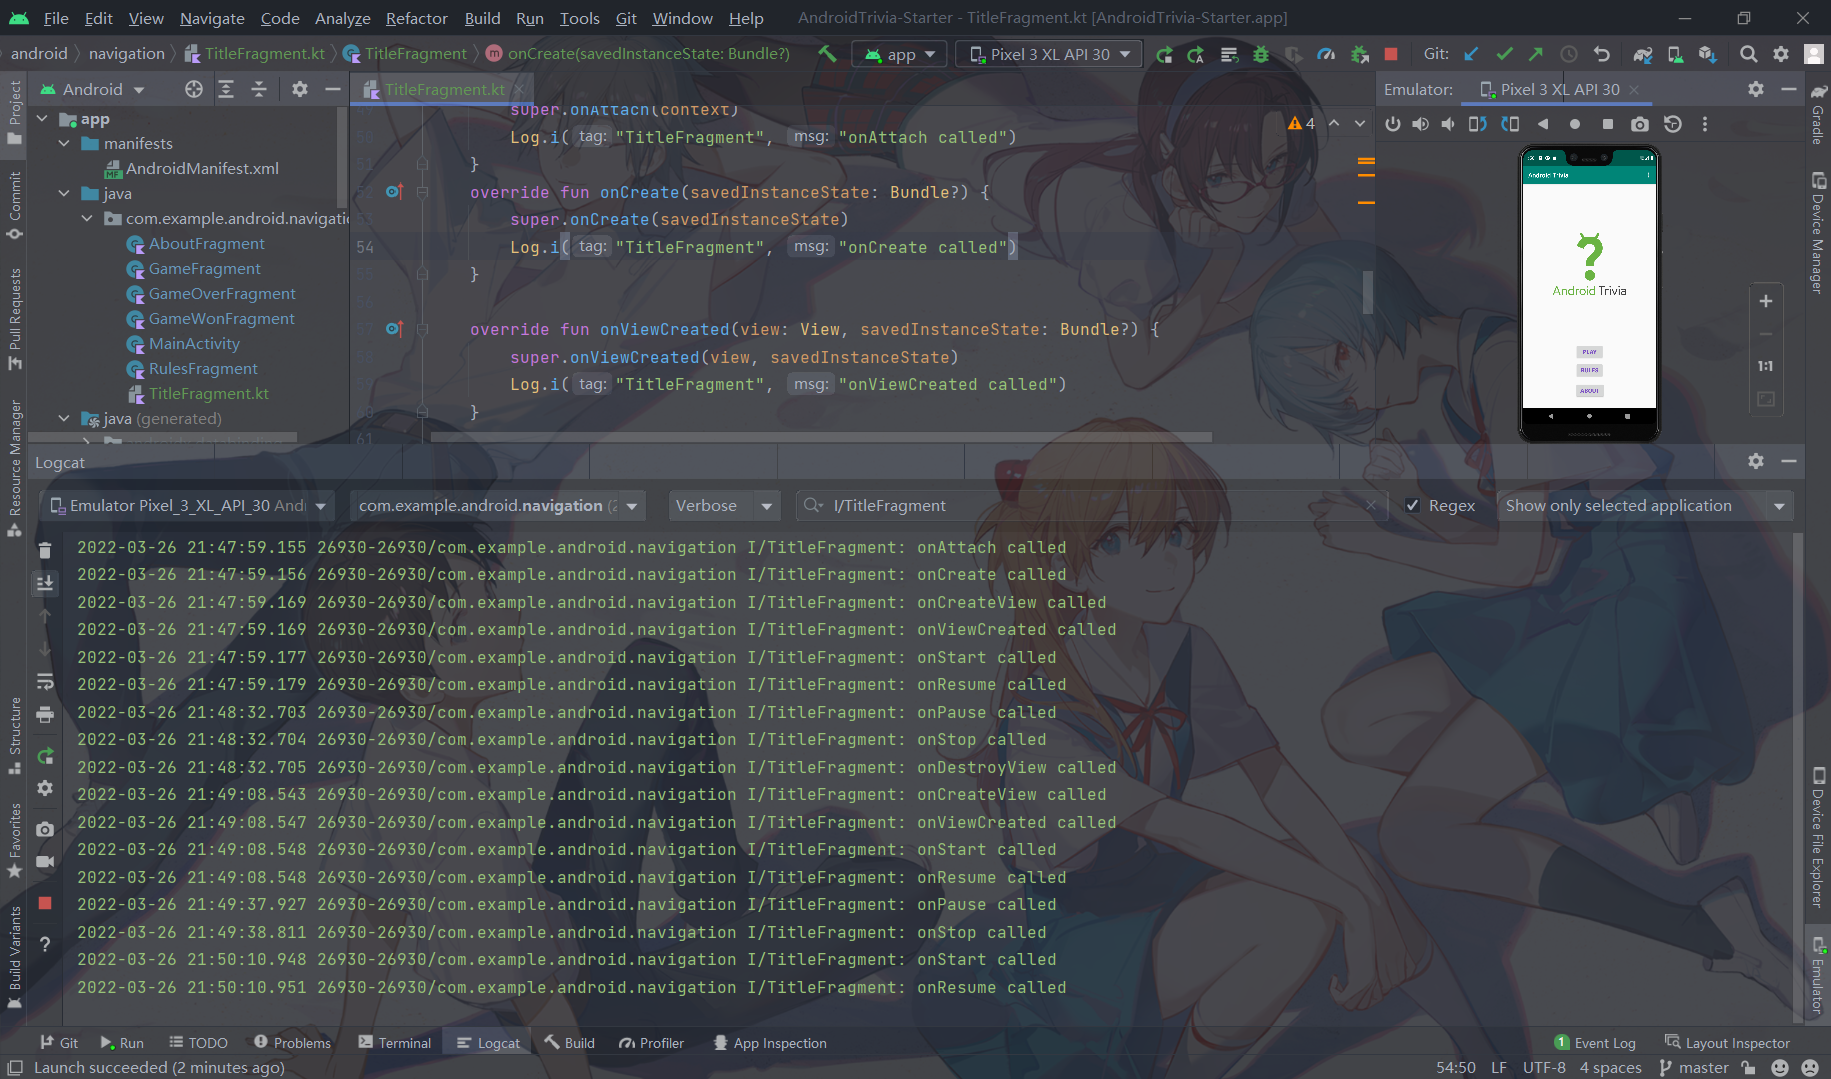 File Edit View Navigate Code Analyze Refactor Build Run Tools Git Window Help AndroidTrivia-Starter - TitleFragment.kt [AndroidTrivia-Starter.app]
android navigation TitleFragment.kt TitleFragment onCreate(savedInstanceState: Bundle?) app Pixel 3 XL API 30 Git:
Android
TitleFragment.kt
Emulator: Pixel 3 XL API 30
Project
Commit
Pull Requests
Resource Manager
Structure
Favorites
Build Variants
app
manifests
AndroidManifest.xml
java
com.example.android.navigatio
AboutFragment
GameFragment
GameOverFragment
GameWonFragment
MainActivity
RulesFragment
TitleFragment.kt
java (generated)
super.onAttach(context)
50 Log.i( tag: "TitleFragment", msg: "onAttach called")
51 }
52 override fun onCreate(savedInstanceState: Bundle?) {
53 super.onCreate(savedInstanceState)
54 Log.i( tag: "TitleFragment", msg: "onCreate called")
55 }
56
57 override fun onViewCreated(view: View, savedInstanceState: Bundle?) {
58 super.onViewCreated(view, savedInstanceState)
59 Log.i( tag: "TitleFragment", msg: "onViewCreated called")
60 }
61
4
Android Trivia
Android Trivia
PLAY
RULES
ABOUT
1:1
Gradle
Device Manager
Device File Explorer
Emulator
Logcat
Emulator Pixel_3_XL_API_30 Andr com.example.android.navigation (2 Verbose I/TitleFragment Regex Show only selected application
2022-03-26 21:47:59.155 26930-26930/com.example.android.navigation I/TitleFragment: onAttach called
2022-03-26 21:47:59.156 26930-26930/com.example.android.navigation I/TitleFragment: onCreate called
2022-03-26 21:47:59.169 26930-26930/com.example.android.navigation I/TitleFragment: onCreateView called
2022-03-26 21:47:59.169 26930-26930/com.example.android.navigation I/TitleFragment: onViewCreated called
2022-03-26 21:47:59.177 26930-26930/com.example.android.navigation I/TitleFragment: onStart called
2022-03-26 21:47:59.179 26930-26930/com.example.android.navigation I/TitleFragment: onResume called
2022-03-26 21:48:32.703 26930-26930/com.example.android.navigation I/TitleFragment: onPause called
2022-03-26 21:48:32.704 26930-26930/com.example.android.navigation I/TitleFragment: onStop called
2022-03-26 21:48:32.705 26930-26930/com.example.android.navigation I/TitleFragment: onDestroyView called
2022-03-26 21:49:08.543 26930-26930/com.example.android.navigation I/TitleFragment: onCreateView called
2022-03-26 21:49:08.547 26930-26930/com.example.android.navigation I/TitleFragment: onViewCreated called
2022-03-26 21:49:08.548 26930-26930/com.example.android.navigation I/TitleFragment: onStart called
2022-03-26 21:49:08.548 26930-26930/com.example.android.navigation I/TitleFragment: onResume called
2022-03-26 21:49:37.927 26930-26930/com.example.android.navigation I/TitleFragment: onPause called
2022-03-26 21:49:38.811 26930-26930/com.example.android.navigation I/TitleFragment: onStop called
2022-03-26 21:50:10.948 26930-26930/com.example.android.navigation I/TitleFragment: onStart called
2022-03-26 21:50:10.951 26930-26930/com.example.android.navigation I/TitleFragment: onResume called
Git Run TODO Problems Terminal Logcat Build Profiler App Inspection 1 Event Log Layout Inspector
Launch succeeded (2 minutes ago) 54:50 LF UTF-8 4 spaces master